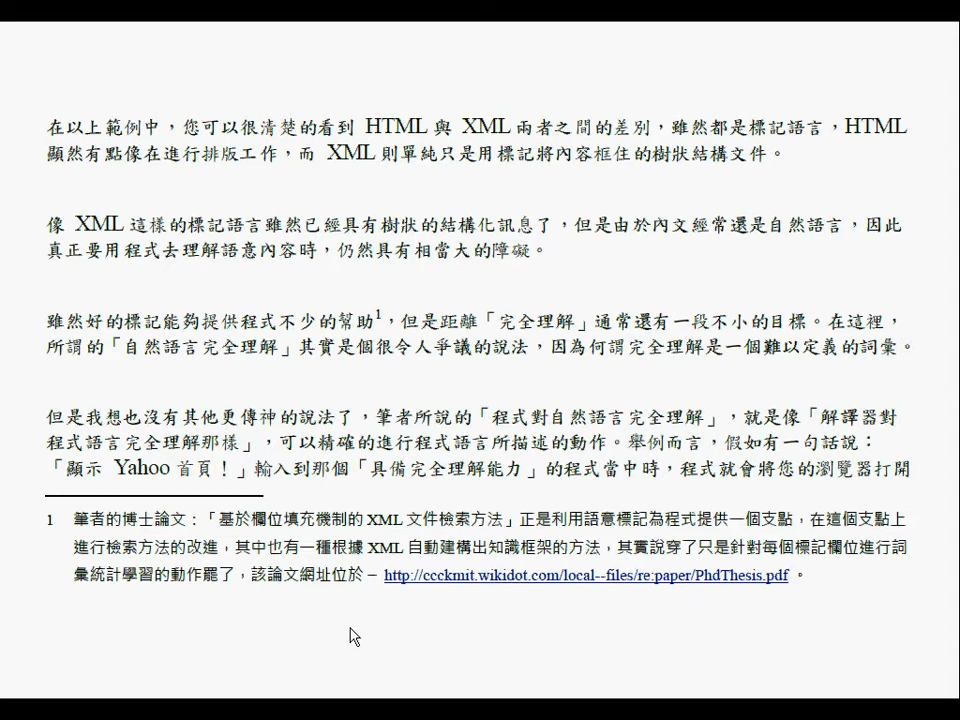 在以上範例中，您可以很清楚的看到 HTML 與 XML 兩者之間的差別，雖然都是標記語言，HTML
顯然有點像在進行排版工作，而 XML 則單純只是用標記將內容框住的樹狀結構文件。
像 XML 這樣的標記語言雖然已經具有樹狀的結構化訊息了，但是由於內文經常還是自然語言，因此
真正要用程式去理解語意內容時，仍然具有相當大的障礙。
雖然好的標記能夠提供程式不少的幫助1，但是距離「完全理解」通常還有一段不小的目標。在這裡，
所謂的「自然語言完全理解」其實是個很令人爭議的說法，因為何謂完全理解是一個難以定義的詞彙。
但是我想也沒有其他更傳神的說法了，筆者所說的「程式對自然語言完全理解」，就是像「解譯器對
程式語言完全理解那樣」，可以精確的進行程式語言所描述的動作。舉例而言，假如有一句話說：
「顯示 Yahoo 首頁！」輸入到那個「具備完全理解能力」的程式當中時，程式就會將您的瀏覽器打開
1 筆者的博士論文：「基於欄位填充機制的 XML 文件檢索方法」正是利用語意標記為程式提供一個支點，在這個支點上
進行檢索方法的改進，其中也有一種根據 XML 自動建構出知識框架的方法，其實說穿了只是針對每個標記欄位進行詞
彙統計學習的動作罷了，該論文網址位於 – http://ccckmit.wikidot.com/local--files/re:paper/PhdThesis.pdf 。